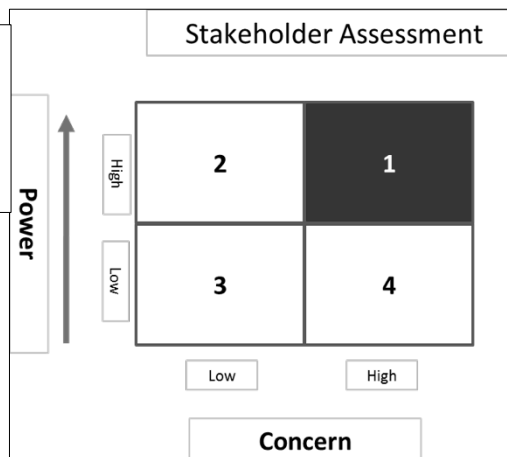 Stakeholder Assessment
Power
High
2
1
Low
3
4
Low
High
Concern